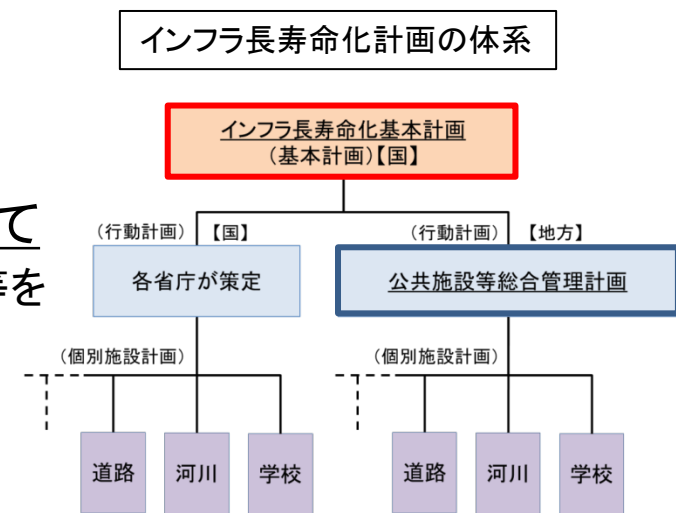 インフラ長寿命化計画の体系
インフラ長寿命化基本計画
(基本計画)【国】
て
等を
(行動計画)【国】
(行動計画)【地方】
各省庁が策定
公共施設等総合管理計画
(個別施設計画)
(個別施設計画)
道路
河川
学校
道路
河川
学校